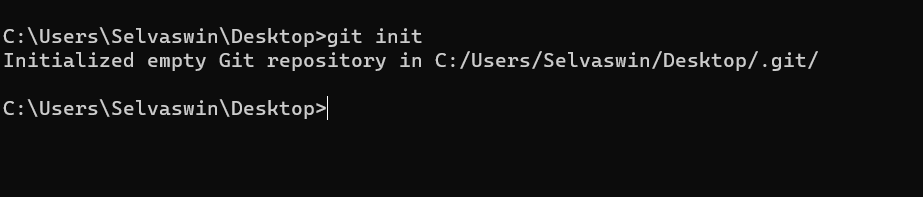 C:\Users\Selvaswin\Desktop>git init
Initialized empty Git repository in C:/Users/Selvaswin/Desktop/.git/
C:\Users\Selvaswin\Desktop>